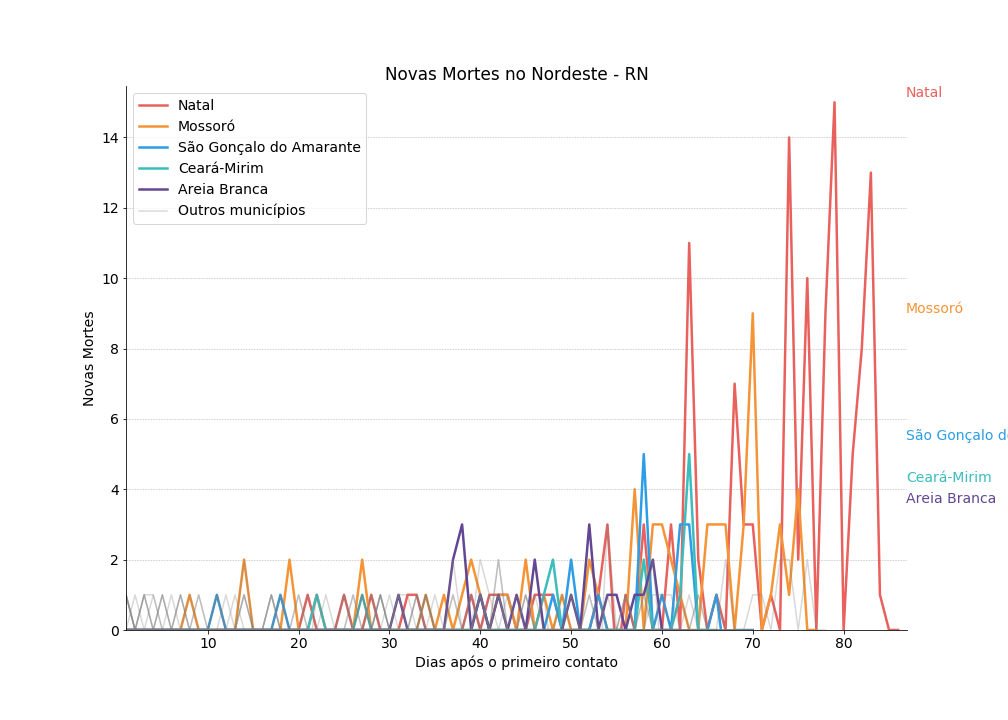 Novas Mortes no Nordeste - RN
Natal
Mossoró
São Gonçalo do Amarante
Ceará-Mirim
Areia Branca
Outros municípios
Natal
Mossoró
São Gonçalo d
Ceará-Mirim
Areia Branca
Novas Mortes
14
12
10
8
6
4
2
0
10
20
30
40
50
60
70
80
Dias após o primeiro contato